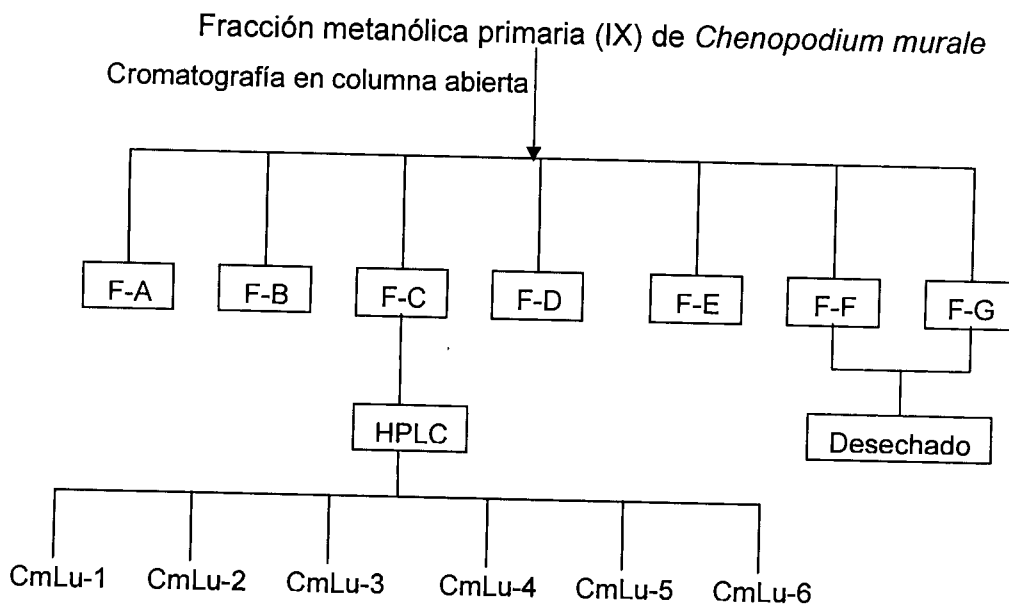 Fracción metanólica primaria (IX) de Chenopodium murale
Cromatografía en columna abierta
F-A F-B F-C F-D F-E F-F F-G
HPLC Desechado
CmLu-1 CmLu-2 CmLu-3 CmLu-4 CmLu-5 CmLu-6